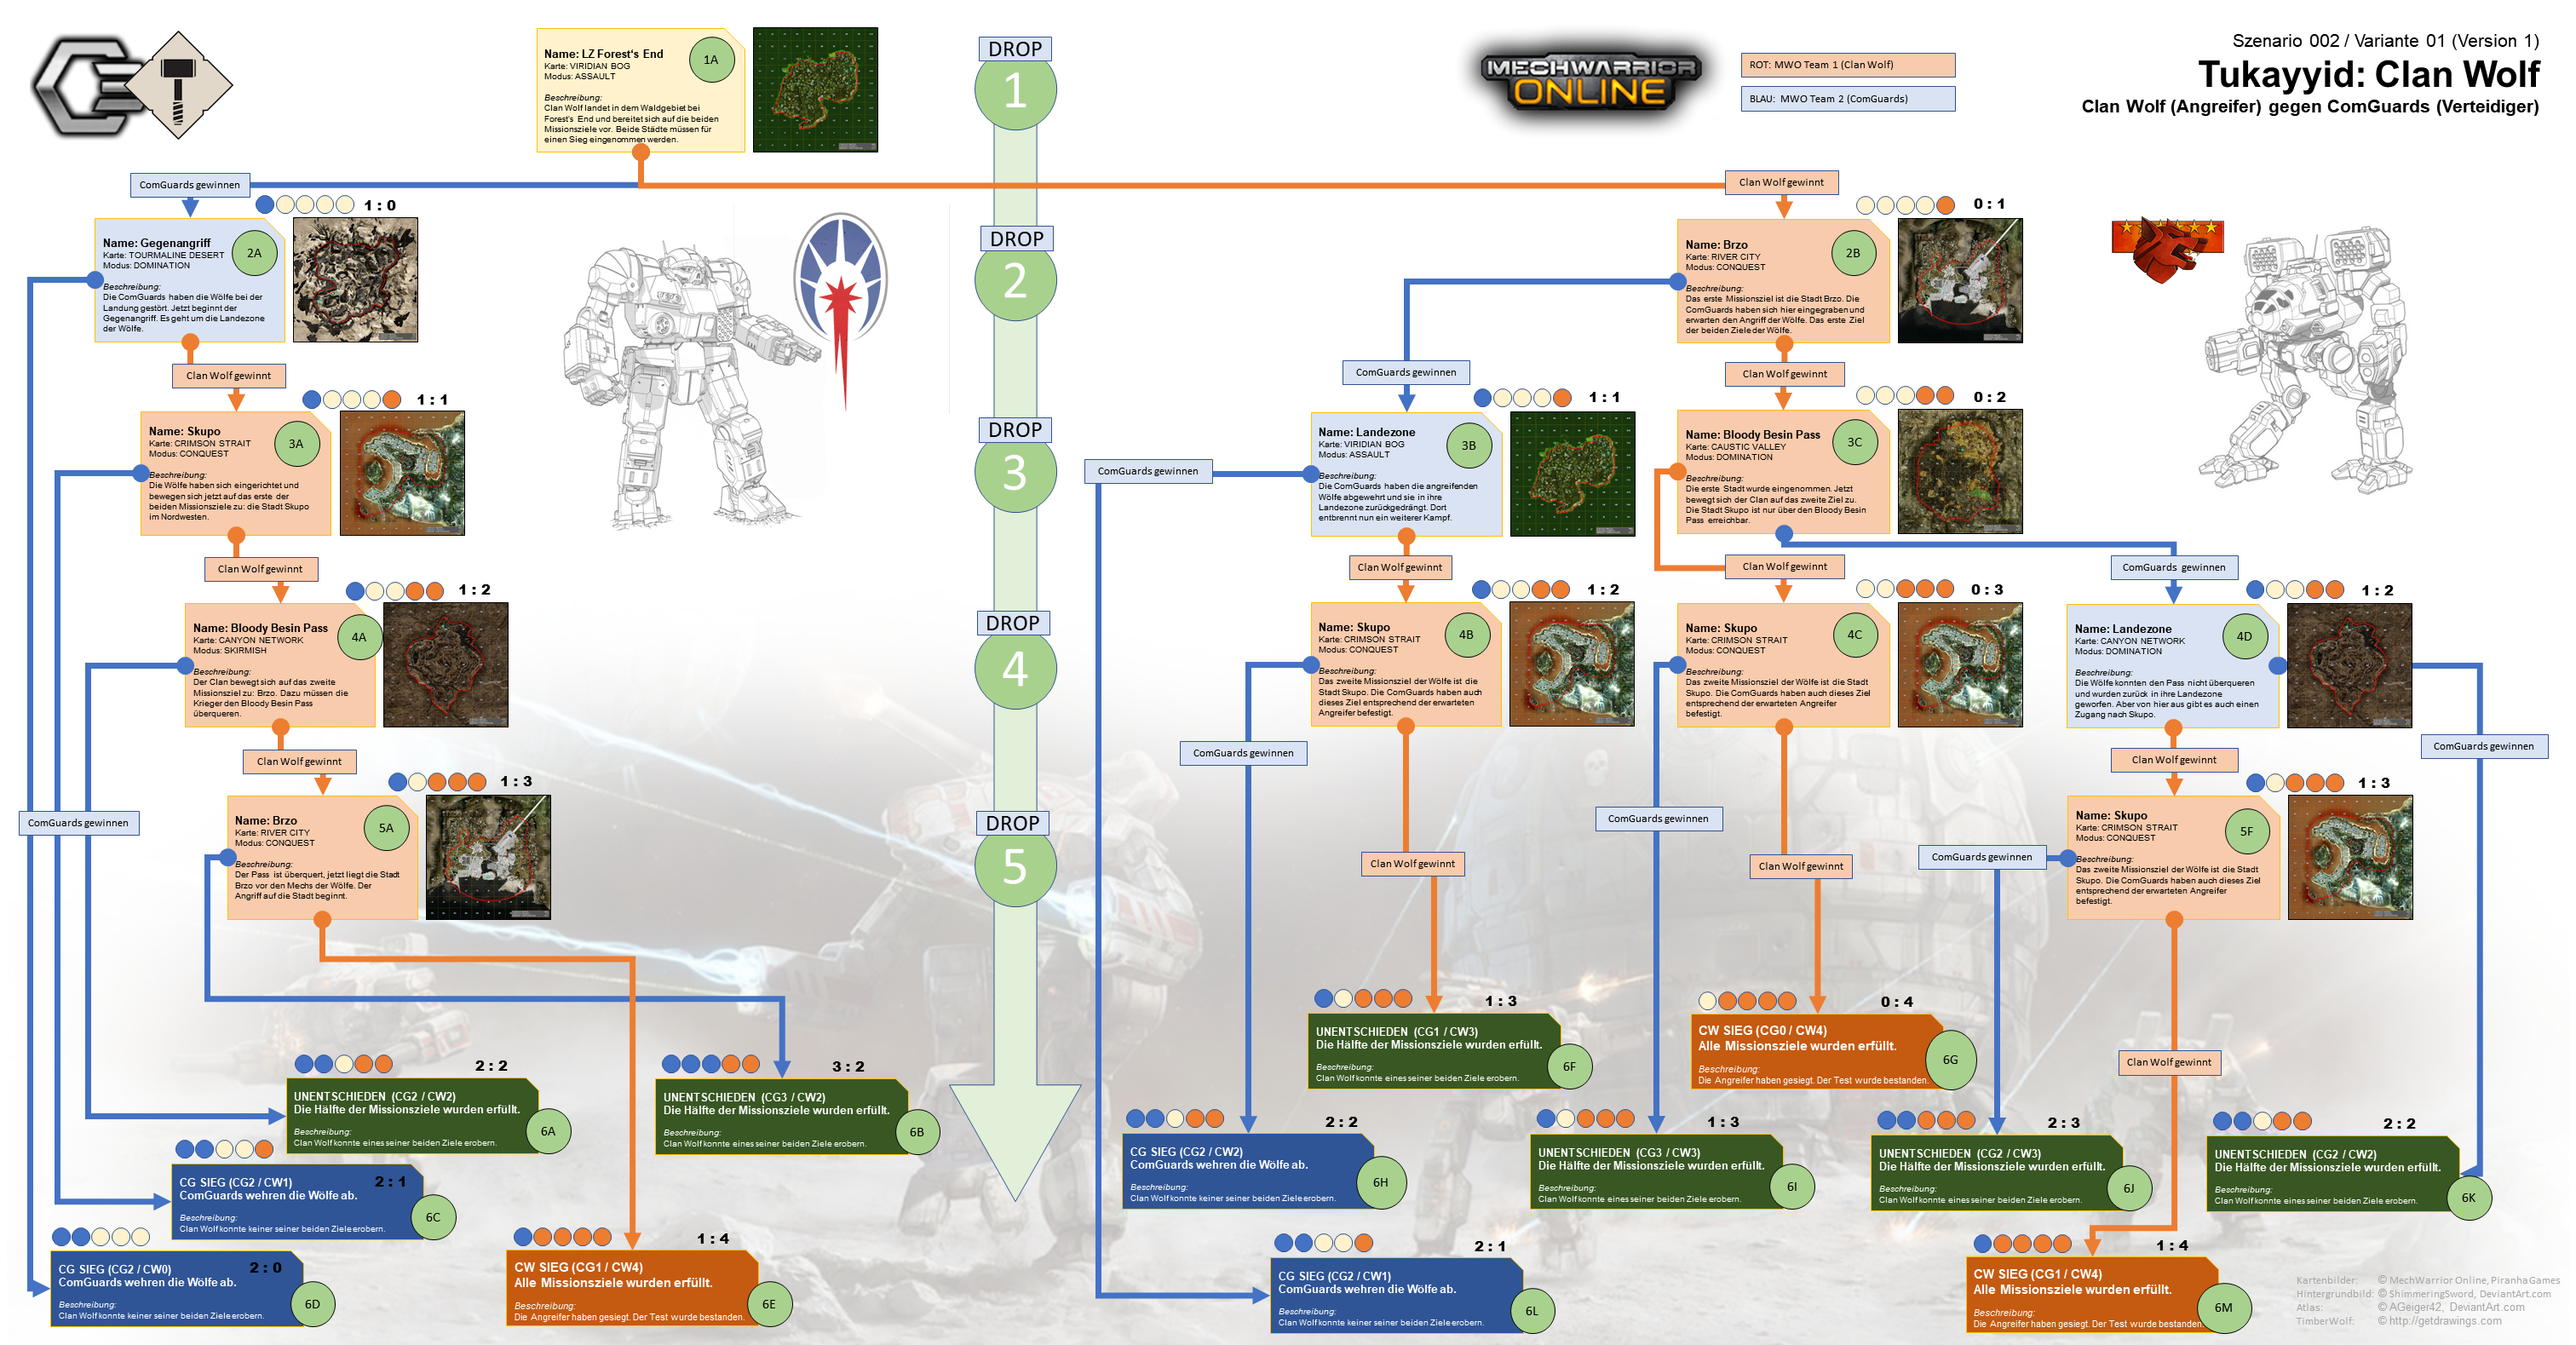 Szenario 002 / Variante 01 (Version 1)
Tukayyid: Clan Wolf
Clan Wolf (Angreifer) gegen ComGuards (Verteidiger)
MECHWARRIOR
ONLINE
ROT: MWO Team 1 (Clan Wolf)
BLAU: MWO Team 2 (ComGuards)
DROP
1
Name: LZ Forest's End
Karte: VIRIDIAN BOG
Modus: ASSAULT
1A
Beschreibung:
Clan Wolf landet in dem Waldgebiet bei
Forest's End und bereitet sich auf die beiden
Missionsziele vor. Beide Städte müssen für
einen Sieg eingenommen werden.
ComGuards gewinnen
Clan Wolf gewinnt
DROP
2
1 : 0
Name: Gegenangriff
Karte: TOURMALINE DESERT
Modus: DOMINATION
2A
Beschreibung:
Die ComGuards haben die Wölfe bei der
Landung gestört. Jetzt beginnt der
Gegenangriff. Es geht um die Landezone
der Wölfe.
Clan Wolf gewinnt
0 : 1
Name: Brzo
Karte: RIVER CITY
Modus: CONQUEST
2B
Beschreibung:
Das erste Missionsziel ist die Stadt Brzo. Die
ComGuards haben sich hier eingegraben und
erwarten den Angriff der Wölfe. Das erste Ziel
der beiden Ziele der Wölfe.
ComGuards gewinnen
Clan Wolf gewinnt
DROP
3
1 : 1
Name: Skupo
Karte: CRIMSON STRAIT
Modus: CONQUEST
3A
Beschreibung:
Die Wölfe haben sich eingerichtet und
bewegen sich jetzt auf das erste der
beiden Missionsziele zu: die Stadt Skupo
im Nordwesten.
Clan Wolf gewinnt
1 : 1
Name: Landezone
Karte: VIRIDIAN BOG
Modus: ASSAULT
3B
Beschreibung:
Die ComGuards haben die angreifenden
Wölfe abgewehrt und sie in ihre
Landezone zurückgedrängt. Dort
entbrennt nun ein weiterer Kampf.
ComGuards gewinnen
Clan Wolf gewinnt
0 : 2
Name: Bloody Besin Pass
Karte: CAUSTIC VALLEY
Modus: DOMINATION
3C
Beschreibung:
Die erste Stadt wurde eingenommen. Jetzt
bewegt sich der Clan auf das zweite Ziel zu.
Die Stadt Skupo ist nur über den Bloody Besin
Pass erreichbar.
Clan Wolf gewinnt
ComGuards gewinnen
DROP
4
1 : 2
Name: Bloody Besin Pass
Karte: CANYON NETWORK
Modus: SKIRMISH
4A
Beschreibung:
Der Clan bewegt sich auf das zweite
Missionsziel zu: Brzo. Dazu müssen die
Krieger den Bloody Besin Pass
überqueren.
Clan Wolf gewinnt
1 : 2
Name: Skupo
Karte: CRIMSON STRAIT
Modus: CONQUEST
4B
Beschreibung:
Das zweite Missionsziel der Wölfe ist die
Stadt Skupo. Die ComGuards haben auch
dieses Ziel entsprechend der erwarteten
Angreifer befestigt.
ComGuards gewinnen
Clan Wolf gewinnt
0 : 3
Name: Skupo
Karte: CRIMSON STRAIT
Modus: CONQUEST
4C
Beschreibung:
Das zweite Missionsziel der Wölfe ist die Stadt
Skupo. Die ComGuards haben auch dieses Ziel
entsprechend der erwarteten Angreifer
befestigt.
ComGuards gewinnen
Clan Wolf gewinnt
1 : 2
Name: Landezone
Karte: CANYON NETWORK
Modus: DOMINATION
4D
Beschreibung:
Die Wölfe konnten den Pass nicht überqueren
und wurden zurück in ihre Landezone
geworfen. Aber von hier aus gibt es auch einen
Zugang nach Skupo.
ComGuards gewinnen
Clan Wolf gewinnt
DROP
5
ComGuards gewinnen
1 : 3
Name: Brzo
Karte: RIVER CITY
Modus: CONQUEST
5A
Beschreibung:
Der Pass ist überquert, jetzt liegt die Stadt
Brzo vor den Mechs der Wölfe. Der
Angriff auf die Stadt beginnt.
1 : 3
Name: Skupo
Karte: CRIMSON STRAIT
Modus: CONQUEST
5F
Beschreibung:
Das zweite Missionsziel der Wölfe ist die Stadt
Skupo. Die ComGuards haben auch dieses Ziel
entsprechend der erwarteten Angreifer
befestigt.
ComGuards gewinnen
Clan Wolf gewinnt
2 : 2
UNENTSCHIEDEN (CG2 / CW2)
Die Hälfte der Missionsziele wurden erfüllt.
Beschreibung:
Clan Wolf konnte eines seiner beiden Ziele erobern.
6A
3 : 2
UNENTSCHIEDEN (CG3 / CW2)
Die Hälfte der Missionsziele wurden erfüllt.
Beschreibung:
Clan Wolf konnte eines seiner beiden Ziele erobern.
6B
2 : 1
CG SIEG (CG2 / CW1)
ComGuards wehren die Wölfe ab.
Beschreibung:
Clan Wolf konnte keiner seiner beiden Ziele erobern.
6C
2 : 0
CG SIEG (CG2 / CW0)
ComGuards wehren die Wölfe ab.
Beschreibung:
Clan Wolf konnte keiner seiner beiden Ziele erobern.
6D
1 : 4
CW SIEG (CG1 / CW4)
Alle Missionsziele wurden erfüllt.
Beschreibung:
Die Angreifer haben gesiegt. Der Test wurde bestanden.
6E
1 : 3
UNENTSCHIEDEN (CG1 / CW3)
Die Hälfte der Missionsziele wurden erfüllt.
Beschreibung:
Clan Wolf konnte eines seiner beiden Ziele erobern.
6F
0 : 4
CW SIEG (CG0 / CW4)
Alle Missionsziele wurden erfüllt.
Beschreibung:
Die Angreifer haben gesiegt. Der Test wurde bestanden.
6G
2 : 2
CG SIEG (CG2 / CW2)
ComGuards wehren die Wölfe ab.
Beschreibung:
Clan Wolf konnte keiner seiner beiden Ziele erobern.
6H
1 : 3
UNENTSCHIEDEN (CG3 / CW3)
Die Hälfte der Missionsziele wurden erfüllt.
Beschreibung:
Clan Wolf konnte eines seiner beiden Ziele erobern.
6I
2 : 3
UNENTSCHIEDEN (CG2 / CW3)
Die Hälfte der Missionsziele wurden erfüllt.
Beschreibung:
Clan Wolf konnte eines seiner beiden Ziele erobern.
6J
2 : 2
UNENTSCHIEDEN (CG2 / CW2)
Die Hälfte der Missionsziele wurden erfüllt.
Beschreibung:
Clan Wolf konnte eines seiner beiden Ziele erobern.
6K
2 : 1
CG SIEG (CG2 / CW1)
ComGuards wehren die Wölfe ab.
Beschreibung:
Clan Wolf konnte keiner seiner beiden Ziele erobern.
6L
1 : 4
CW SIEG (CG1 / CW4)
Alle Missionsziele wurden erfüllt.
Beschreibung:
Die Angreifer haben gesiegt. Der Test wurde bestanden.
6M
Kartenbilder: © MechWarrior Online, PiranhaGames
Hintergrundbild: © ShimmeringSword, DeviantArt.com
Atlas: © AGeiger42, DeviantArt.com
TimberWolf: © http://getdrawings.com